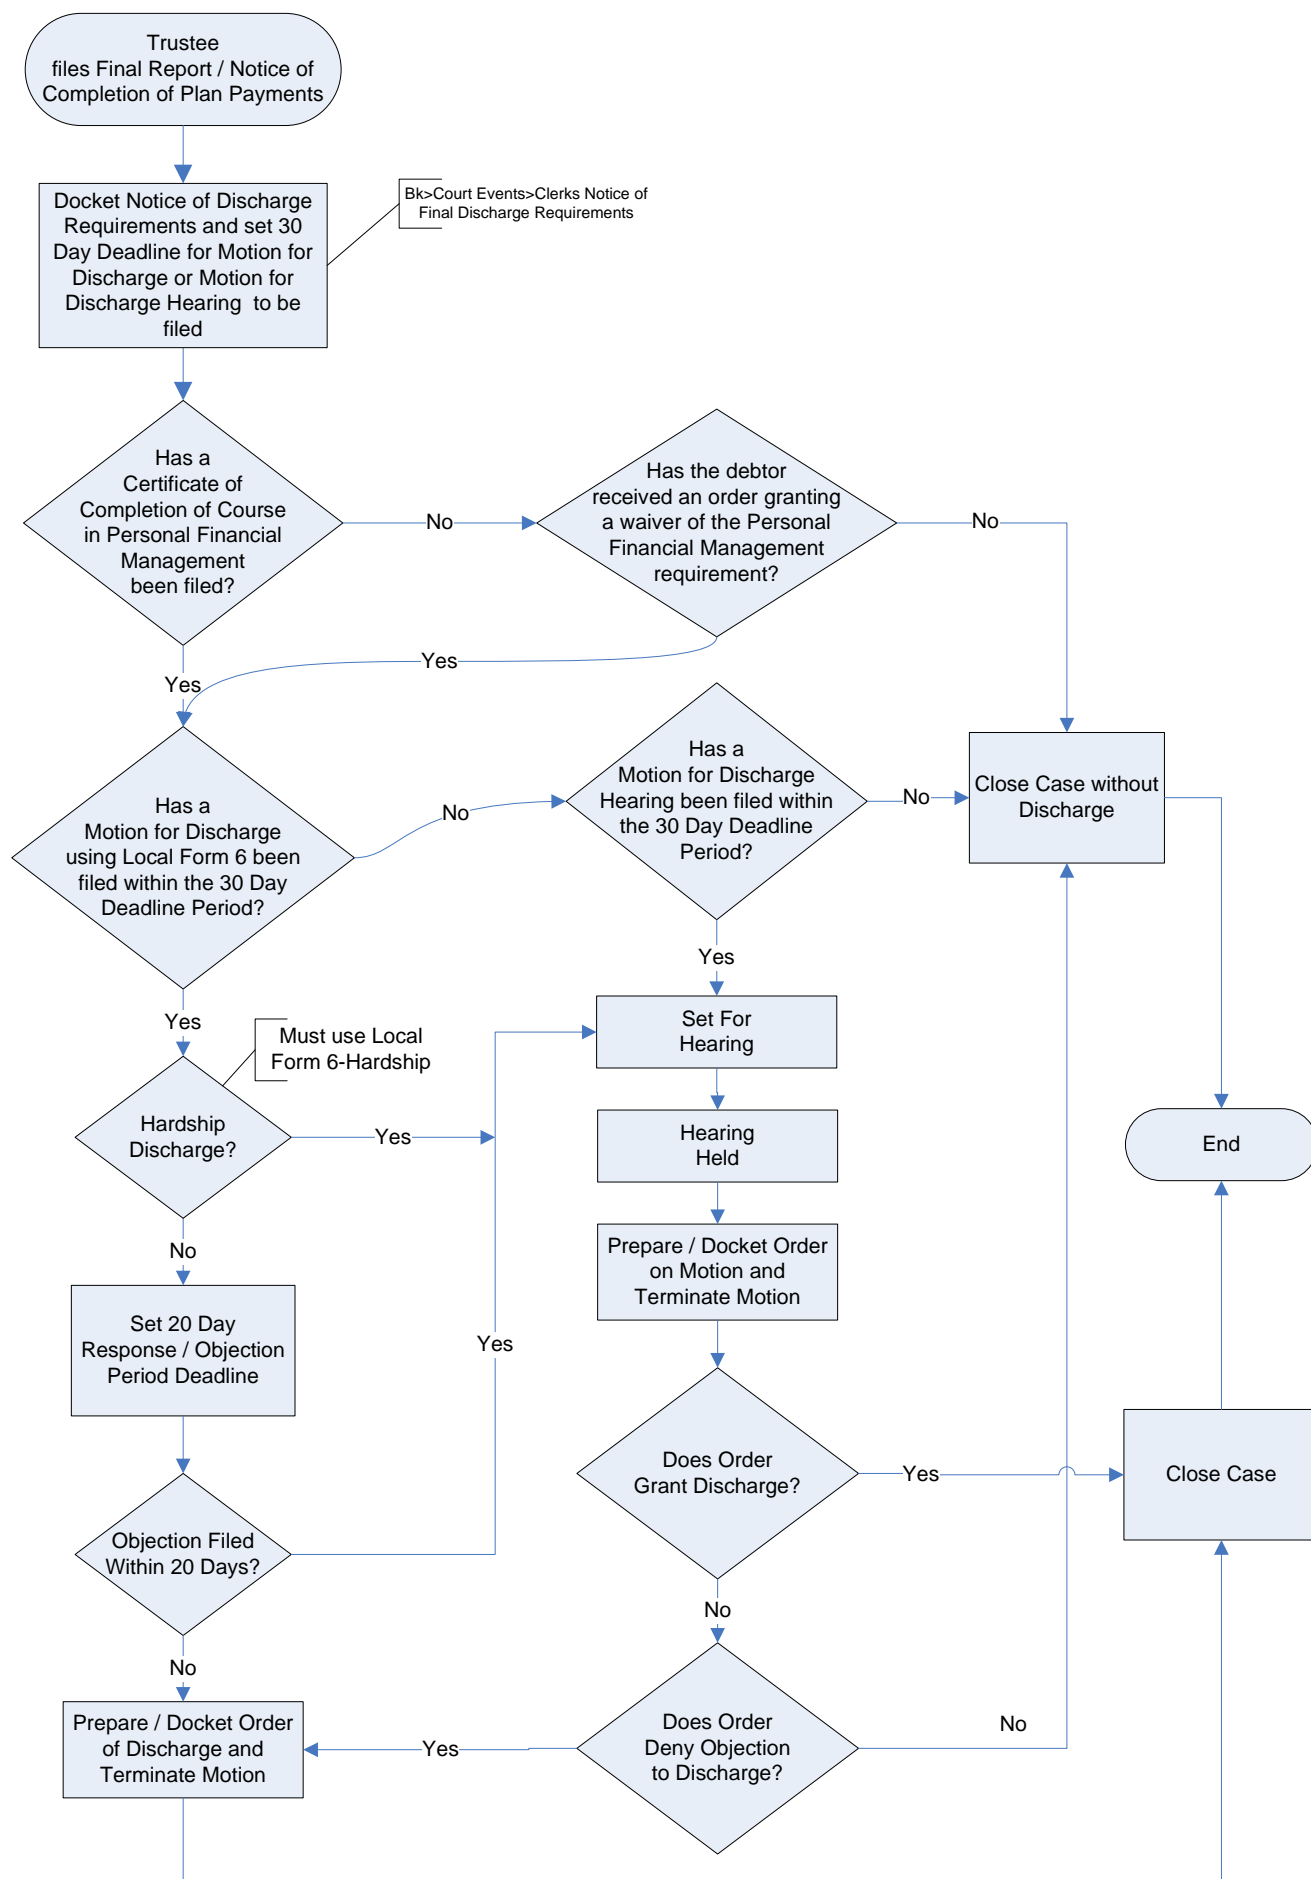 Trustee
files Final Report / Notice of
Completion of Plan Payments
Docket Notice of Discharge
Requirements and set 30
Day Deadline for Motion for
Discharge or Motion for
Discharge Hearing to be
filed
Bk>Court Events>Clerks Notice of
Final Discharge Requirements
Has a
Certificate of
Completion of Course
in Personal Financial
Management
been filed?
No
Has the debtor
received an order granting
a waiver of the Personal
Financial Management
requirement?
No
Yes
Yes
Has a
Motion for Discharge
using Local Form 6 been
filed within the 30 Day
Deadline Period?
No
Has a
Motion for Discharge
Hearing been filed within
the 30 Day Deadline
Period?
No
Close Case without
Discharge
Yes
Yes
Must use Local
Form 6-Hardship
Set For
Hearing
Hardship
Discharge?
Yes
Hearing
Held
End
No
Prepare / Docket Order
on Motion and
Terminate Motion
Set 20 Day
Response / Objection
Period Deadline
Yes
Does Order
Grant Discharge?
Yes
Close Case
Objection Filed
Within 20 Days?
No
No
Prepare / Docket Order
of Discharge and
Terminate Motion
Yes
Does Order
Deny Objection
to Discharge?
No